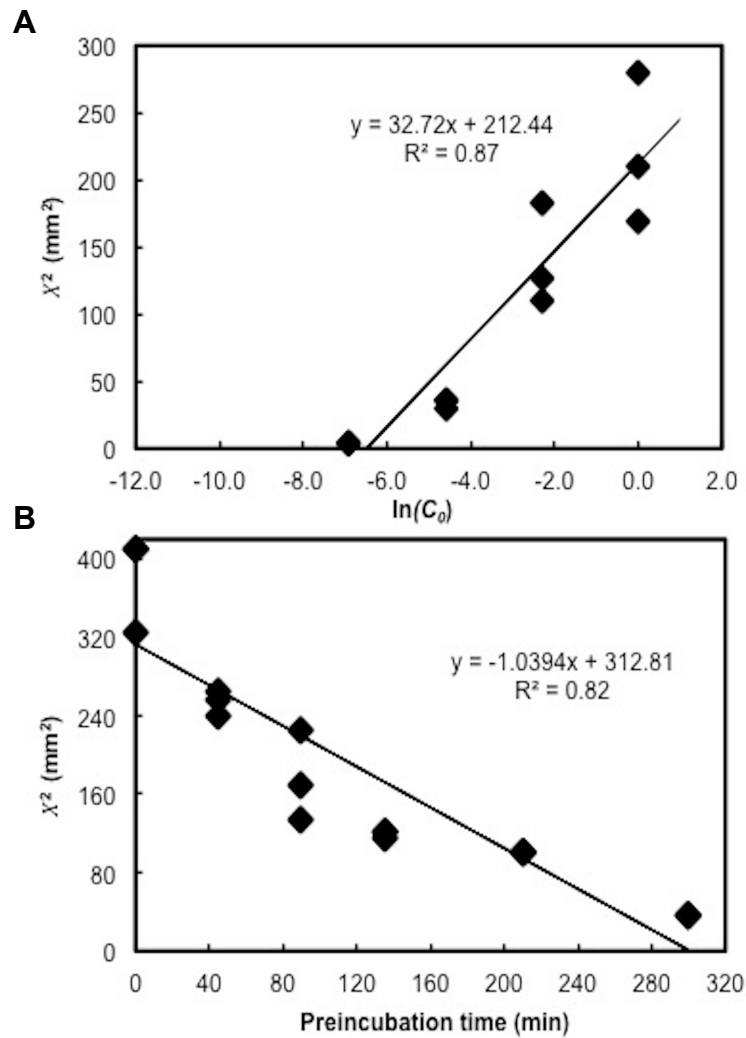 A
300
250
200
150
100
50
0
X² (mm²)
y = 32.72x + 212.44
R² = 0.87
-12.0 -10.0 -8.0 -6.0 -4.0 -2.0 0.0 2.0
ln(C₀)
B
400
320
240
160
80
0
X² (mm²)
y = -1.0394x + 312.81
R² = 0.82
0 40 80 120 160 200 240 280 320
Preincubation time (min)